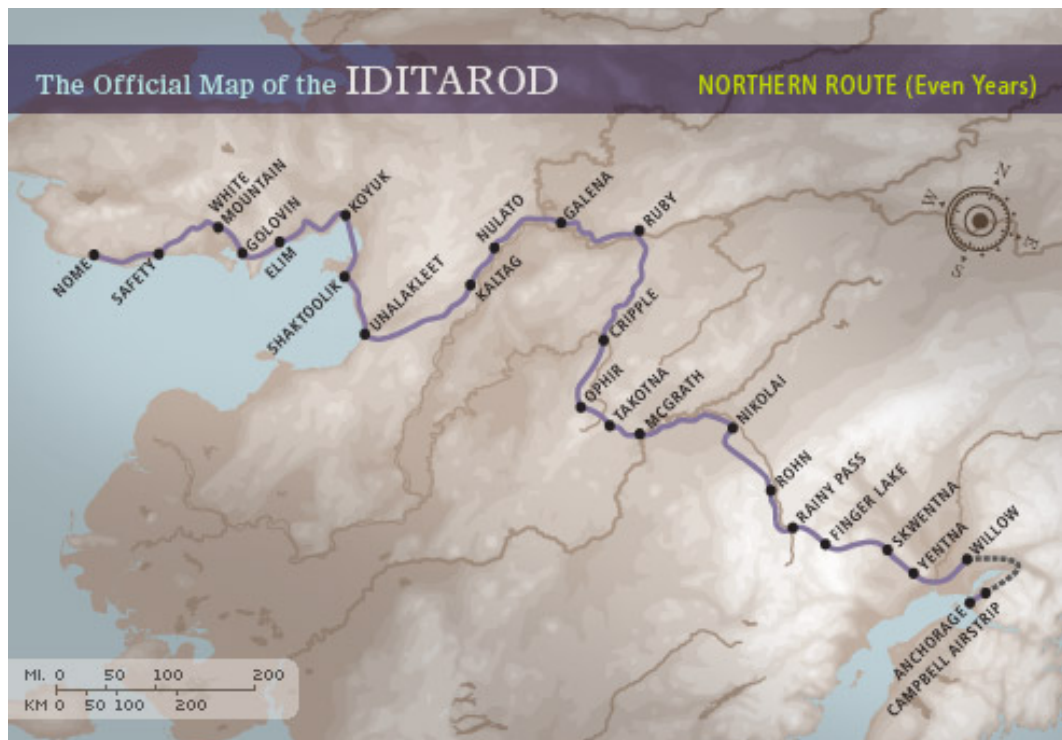 The Official Map of the IDITAROD
NORTHERN ROUTE (Even Years)
N
W
E
S
NOME
SAFETY
WHITE
MOUNTAIN
GOLOVIN
ELIM
KOYUK
SHAKTOOLIK
UNALAKLEET
KALTAG
NULATO
GALENA
RUBY
CRIPPLE
OPHIR
TAKOTNA
MCGRATH
NIKOLAI
ROHN
RAINY PASS
FINGER LAKE
SKWENTNA
YENTNA
WILLOW
ANCHORAGE
CAMPBELL AIRSTRIP
MI. 0 50 100 200
KM 0 50 100 200